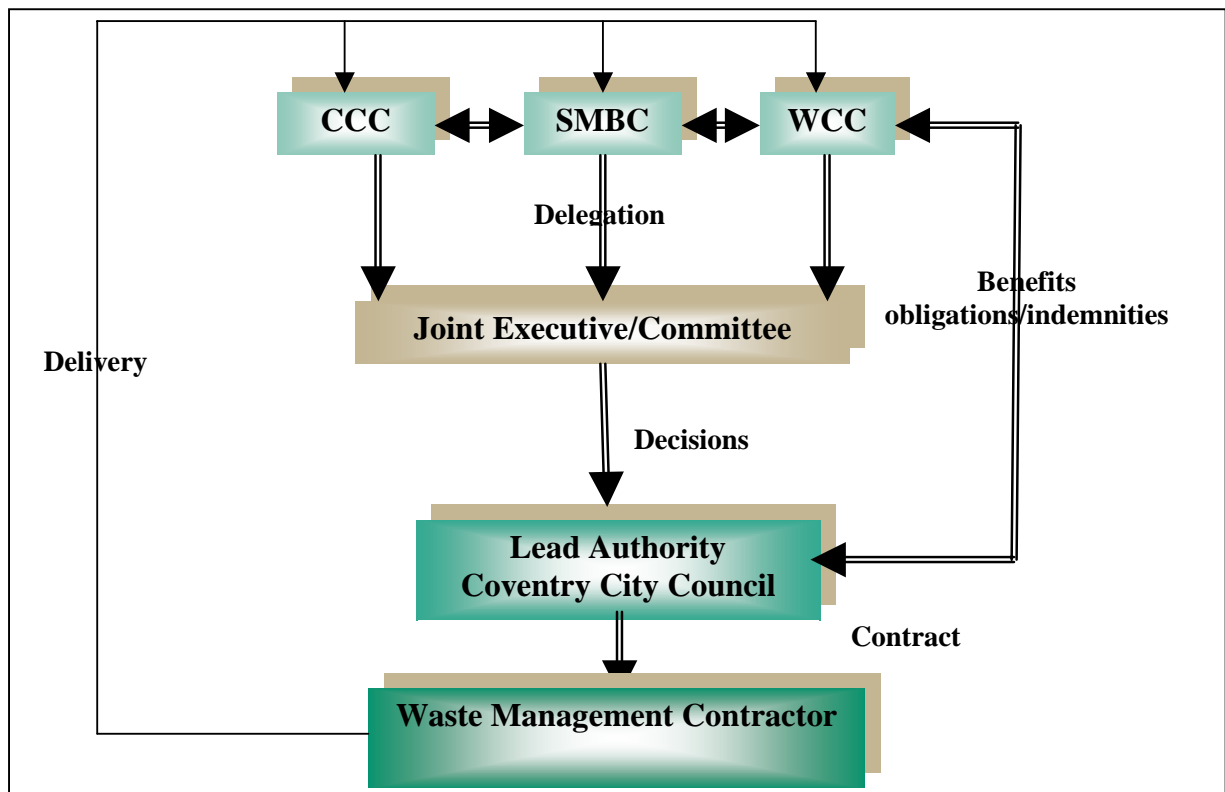 CCC
SMBC
WCC
Delegation
Benefits
obligations/indemnities
Joint Executive/Committee
Delivery
Decisions
Lead Authority
Coventry City Council
Contract
Waste Management Contractor